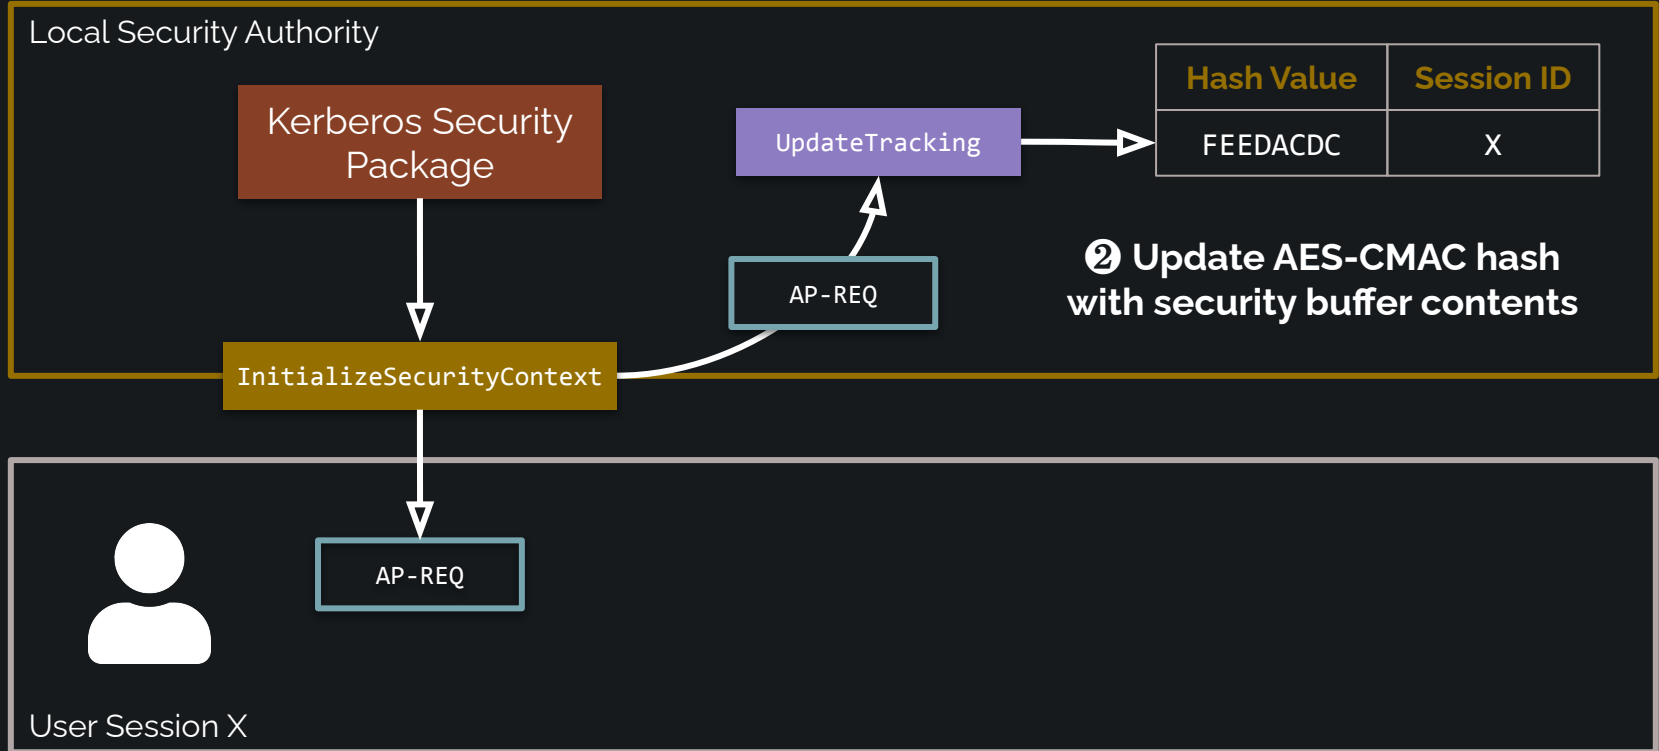 Local Security Authority
Kerberos Security
Package
UpdateTracking
Hash Value Session ID
FEEDACDC X
AP-REQ
❷ Update AES-CMAC hash
with security buffer contents
InitializeSecurityContext
AP-REQ
User Session X